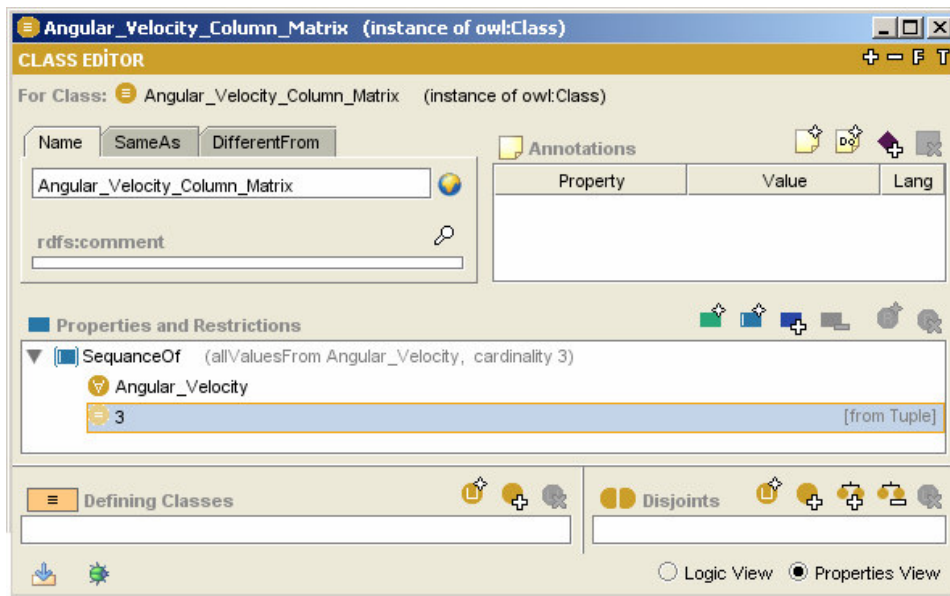 Angular_Velocity_Column_Matrix (instance of owl:Class)
CLASS EDİTOR
F T
For Class: Angular_Velocity_Column_Matrix (instance of owl:Class)
Name SameAs DifferentFrom
Annotations
Property Value Lang
Angular_Velocity_Column_Matrix
rdfs:comment
Properties and Restrictions
SequanceOf (allValuesFrom Angular_Velocity, cardinality 3)
Angular_Velocity
3 [from Tuple]
Defining Classes
Disjoints
Logic View Properties View